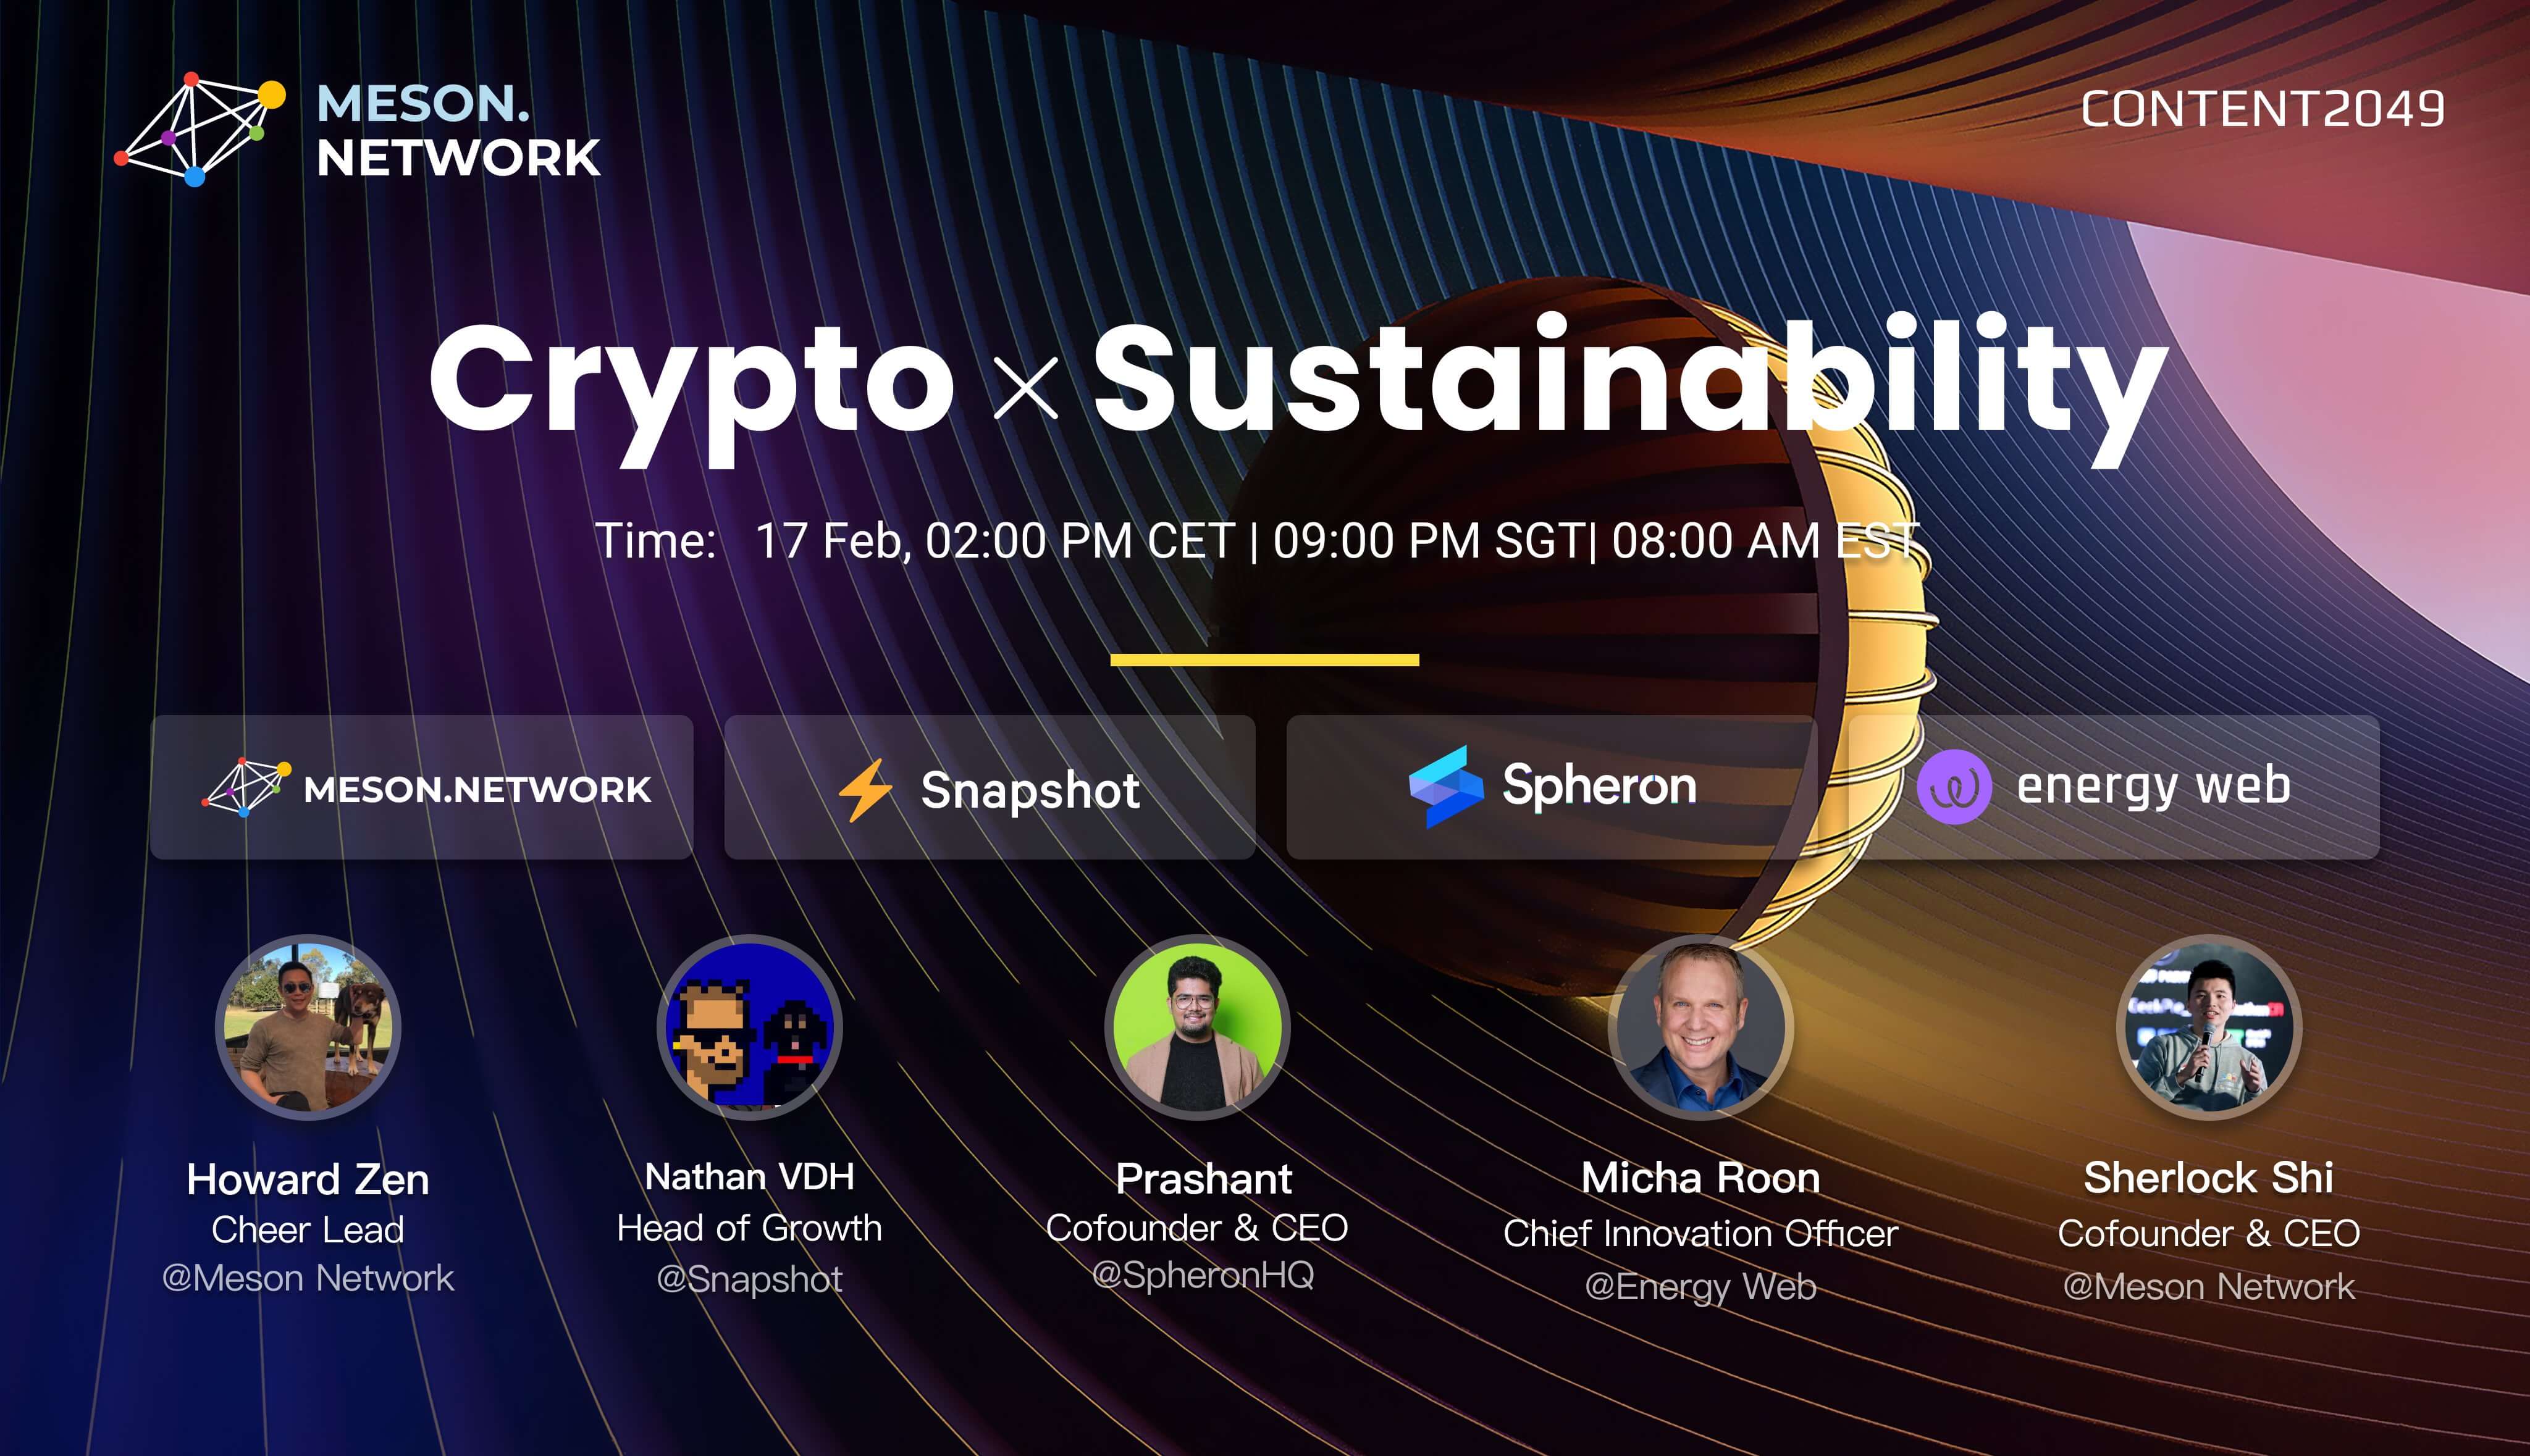 MESON.
NETWORK
CONTENT2049
Crypto × Sustainability
Time: 17 Feb, 02:00 PM CET | 09:00 PM SGT| 08:00 AM EST
MESON.NETWORK
Snapshot
Spheron
energy web
Howard Zen
Cheer Lead
@Meson Network
Nathan VDH
Head of Growth
@Snapshot
Prashant
Cofounder & CEO
@SpheronHQ
Micha Roon
Chief Innovation Officer
@Energy Web
Sherlock Shi
Cofounder & CEO
@Meson Network